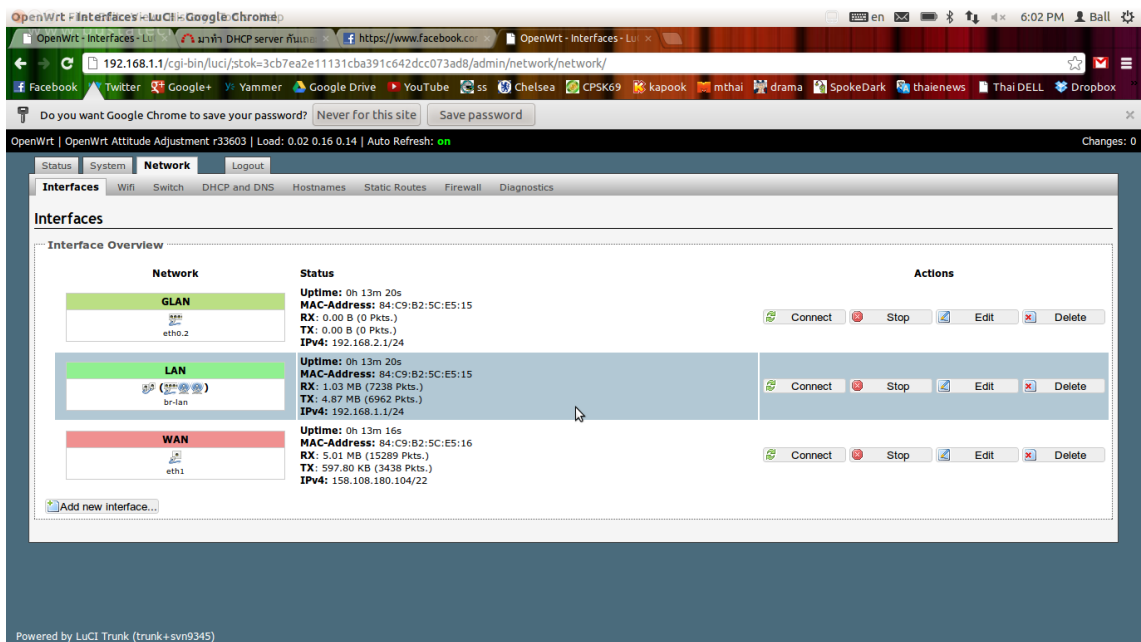 OpenWrt - Interfaces - LuCI - Google Chrome
en 6:02 PM Ball
OpenWrt - Interfaces - Lu
มาทำ DHCP server กันเถอ
https://www.facebook.co
OpenWrt - Interfaces - Lu
192.168.1.1/cgi-bin/luci/;stok=3cb7ea2e11131cba391c642dcc073ad8/admin/network/network/
Facebook Twitter Google+ Yammer Google Drive YouTube ss Chelsea CPSK69 kapook mthai drama SpokeDark thaienews Thai DELL Dropbox
Do you want Google Chrome to save your password? Never for this site Save password
OpenWrt | OpenWrt Attitude Adjustment r33603 | Load: 0.02 0.16 0.14 | Auto Refresh: on Changes: 0
Status System Network Logout
Interfaces Wifi Switch DHCP and DNS Hostnames Static Routes Firewall Diagnostics
Interfaces
Interface Overview
Network Status Actions
GLAN
eth0.2
Uptime: 0h 13m 20s
MAC-Address: 84:C9:B2:5C:E5:15
RX: 0.00 B (0 Pkts.)
TX: 0.00 B (0 Pkts.)
IPv4: 192.168.2.1/24
Connect Stop Edit Delete
LAN
( )
br-lan
Uptime: 0h 13m 20s
MAC-Address: 84:C9:B2:5C:E5:15
RX: 1.03 MB (7238 Pkts.)
TX: 4.87 MB (6962 Pkts.)
IPv4: 192.168.1.1/24
Connect Stop Edit Delete
WAN
eth1
Uptime: 0h 13m 16s
MAC-Address: 84:C9:B2:5C:E5:16
RX: 5.01 MB (15289 Pkts.)
TX: 597.80 KB (3438 Pkts.)
IPv4: 158.108.180.104/22
Connect Stop Edit Delete
Add new interface...
Powered by LuCI Trunk (trunk+svn9345)